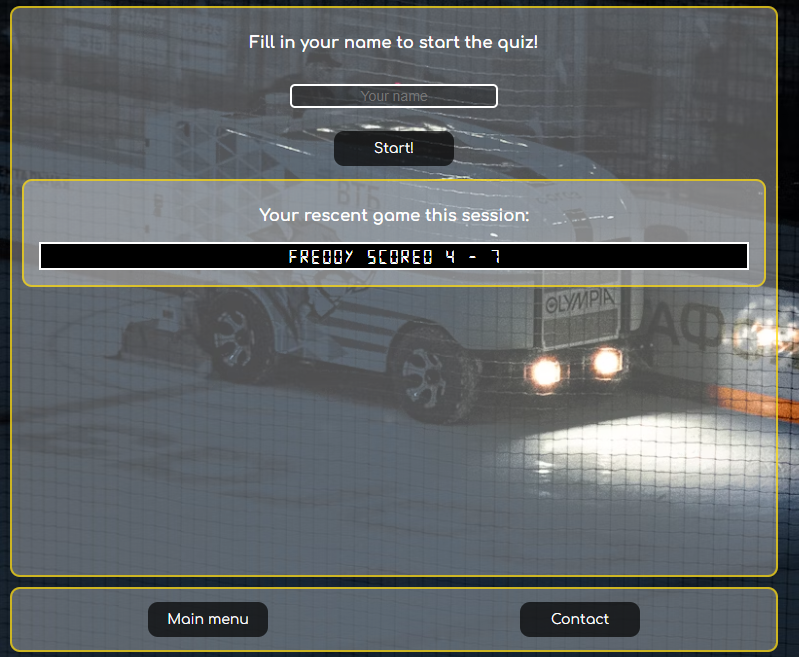 Fill in your name to start the quiz!
Your name
Start!
ВТБ
Your rescent game this session:
FREDDY SCORED 4 - 7
OLYMPIA
Main menu
Contact